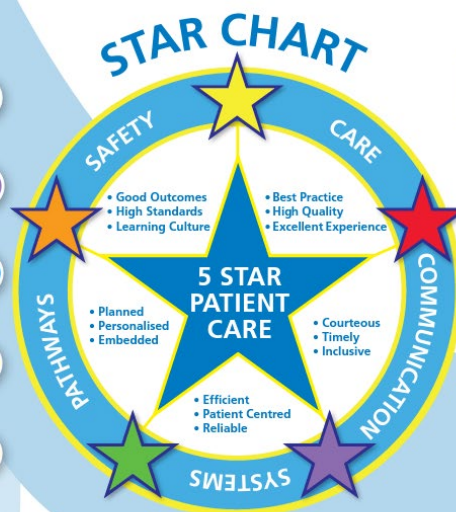 STAR CHART
SAFETY
CARE
COMMUNICATION
SYSTEMS
PATHWAYS
• Good Outcomes
• High Standards
• Learning Culture
• Best Practice
• High Quality
• Excellent Experience
• Courteous
• Timely
• Inclusive
• Efficient
• Patient Centred
• Reliable
• Planned
• Personalised
• Embedded
5 STAR
PATIENT
CARE